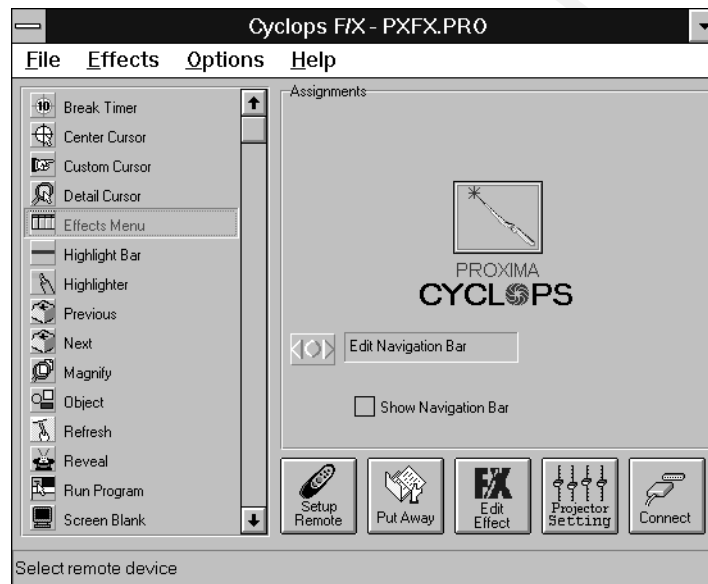 Cyclops F/X - PXFX.PRO
File Effects Options Help
10 Break Timer
Center Cursor
Custom Cursor
Detail Cursor
Effects Menu
Highlight Bar
Highlighter
Previous
Next
Magnify
Object
Refresh
Reveal
Run Program
Screen Blank
Assignments
PROXIMA
CYCLOPS
Edit Navigation Bar
Show Navigation Bar
Setup
Remote
Put Away
F/X
Edit
Effect
Projector
Setting
Connect
Select remote device